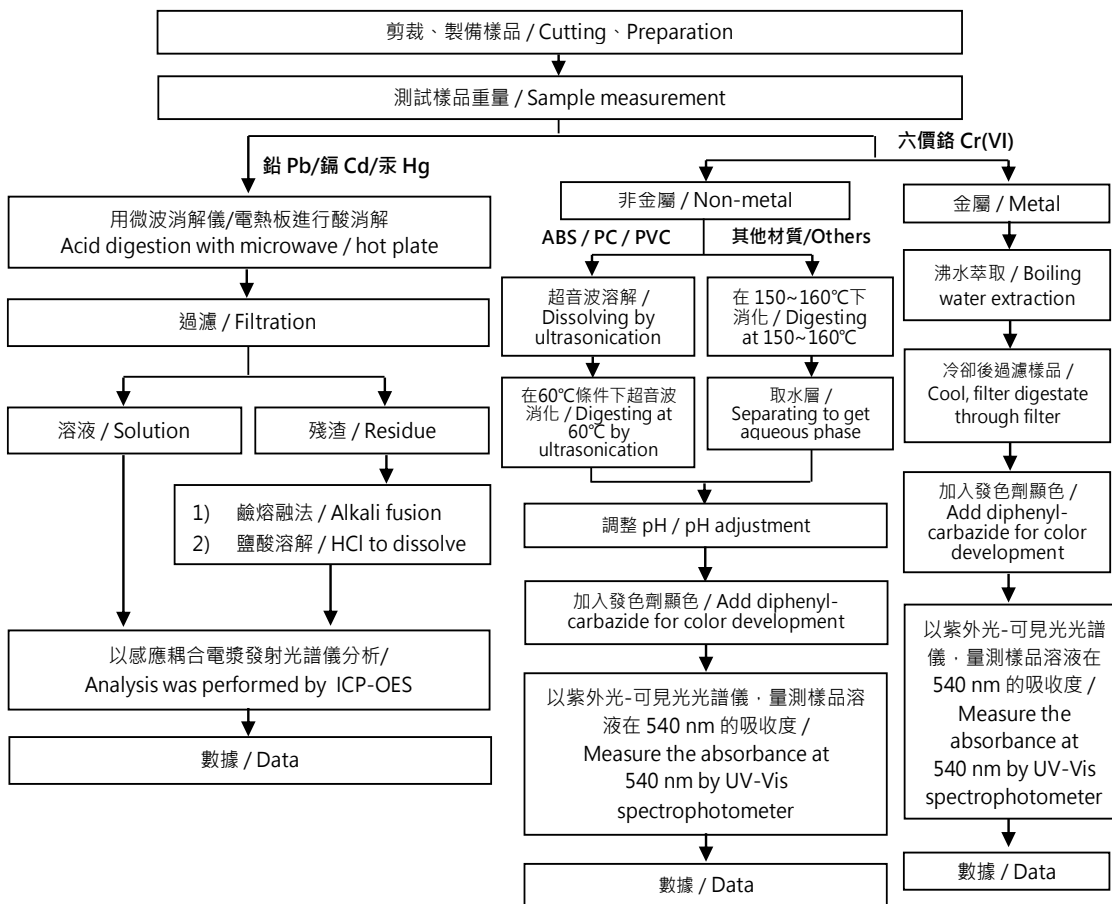 剪裁、製備樣品 / Cutting、Preparation
測試樣品重量 / Sample measurement
鉛 Pb/鎘 Cd/汞 Hg
用微波消解儀/電熱板進行酸消解
Acid digestion with microwave / hot plate
過濾 / Filtration
溶液 / Solution
殘渣 / Residue
1) 鹼熔融法 / Alkali fusion
2) 鹽酸溶解 / HCl to dissolve
以感應耦合電漿發射光譜儀分析/
Analysis was performed by ICP-OES
數據 / Data
六價鉻 Cr(VI)
非金屬 / Non-metal
ABS / PC / PVC
其他材質/Others
超音波溶解 /
Dissolving by
ultrasonication
在60℃條件下超音波
消化 / Digesting at
60℃ by
ultrasonication
在 150~160℃下
消化 / Digesting
at 150~160℃
取水層 /
Separating to get
aqueous phase
調整 pH / pH adjustment
加入發色劑顯色 / Add diphenyl-
carbazide for color development
以紫外光-可見光光譜儀，量測樣品溶
液在 540 nm 的吸收度 /
Measure the absorbance at
540 nm by UV-Vis
spectrophotometer
數據 / Data
金屬 / Metal
沸水萃取 / Boiling
water extraction
冷卻後過濾樣品 /
Cool, filter digestate
through filter
加入發色劑顯色 /
Add diphenyl-
carbazide for color
development
以紫外光-可見光光譜
儀，量測樣品溶液在
540 nm 的吸收度 /
Measure the
absorbance at
540 nm by UV-Vis
spectrophotometer
數據 / Data